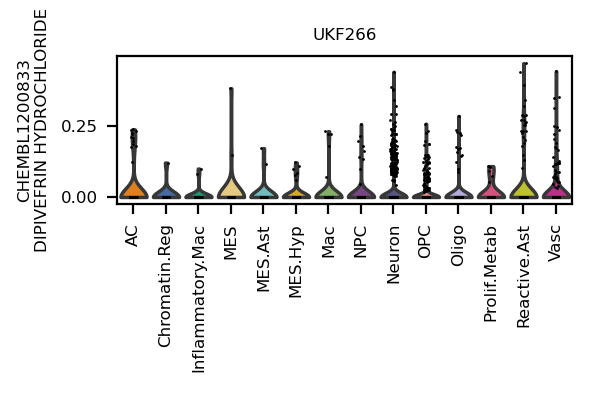 UKF266
CHEMBL1200833
DIPIVEFRIN HYDROCHLORIDE
0.25
0.00
AC
Chromatin.Reg
Inflammatory.Mac
MES
MES.Ast
MES.Hyp
Mac
NPC
Neuron
OPC
Oligo
Prolif.Metab
Reactive.Ast
Vasc